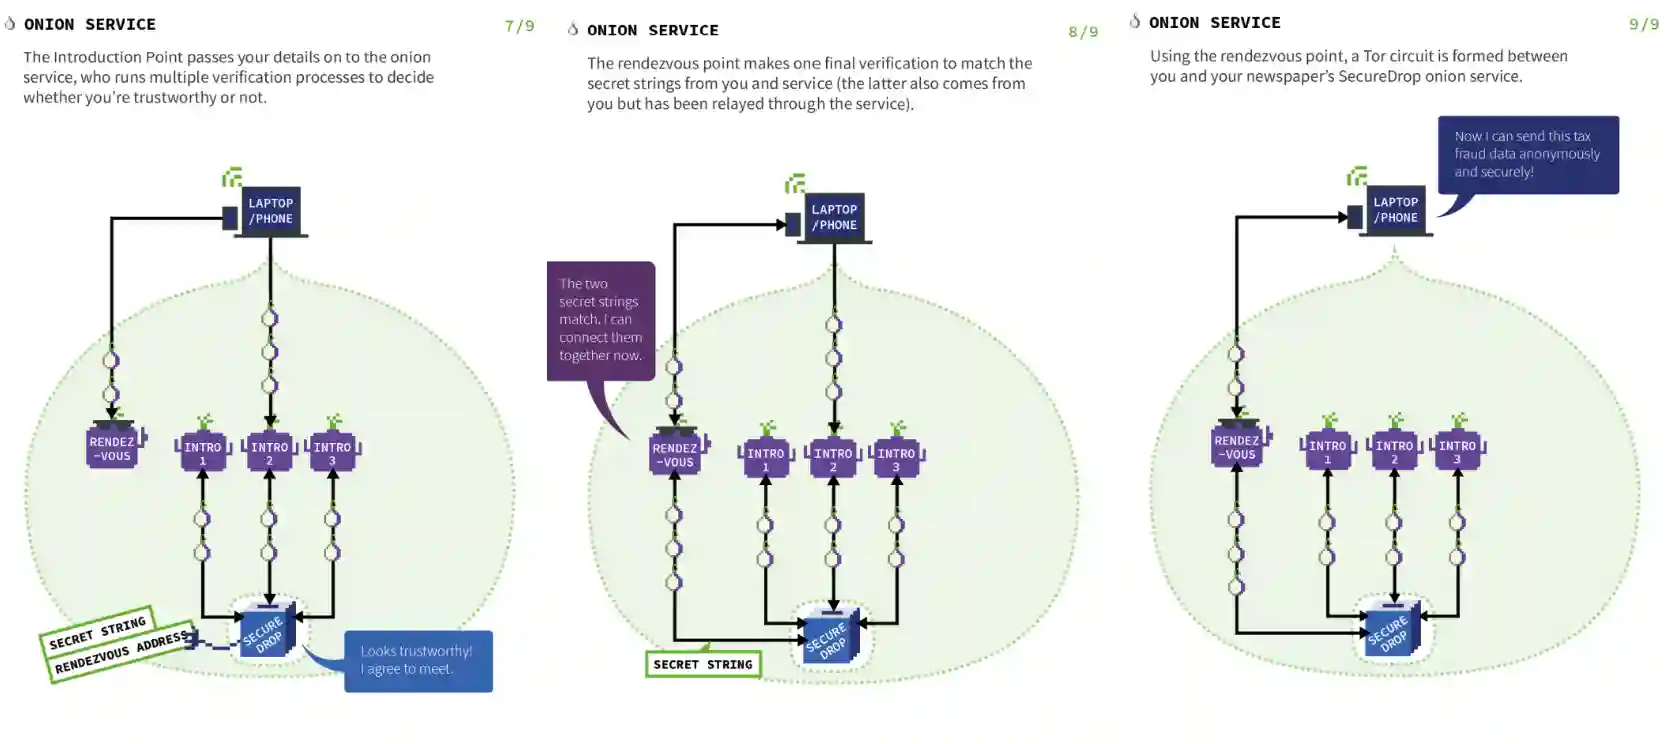 ONION SERVICE
7/9
The Introduction Point passes your details on to the onion
service, who runs multiple verification processes to decide
whether you're trustworthy or not.
LAPTOP
/PHONE
RENDEZ
-VOUS
INTRO
1
INTRO
2
INTRO
3
SECRET STRING
RENDEZVOUS ADDRESS
SECURE
DROP
Looks trustworthy!
I agree to meet.
ONION SERVICE
8/9
The rendezvous point makes one final verification to match the
secret strings from you and service (the latter also comes from
you but has been relayed through the service).
LAPTOP
/PHONE
The two
secret strings
match. I can
connect them
together now.
RENDEZ
-VOUS
INTRO
1
INTRO
2
INTRO
3
SECURE
DROP
SECRET STRING
ONION SERVICE
9/9
Using the rendezvous point, a Tor circuit is formed between
you and your newspaper's SecureDrop onion service.
Now I can send this tax
fraud data anonymously
and securely!
LAPTOP
/PHONE
RENDEZ
-VOUS
INTRO
1
INTRO
2
INTRO
3
SECURE
DROP